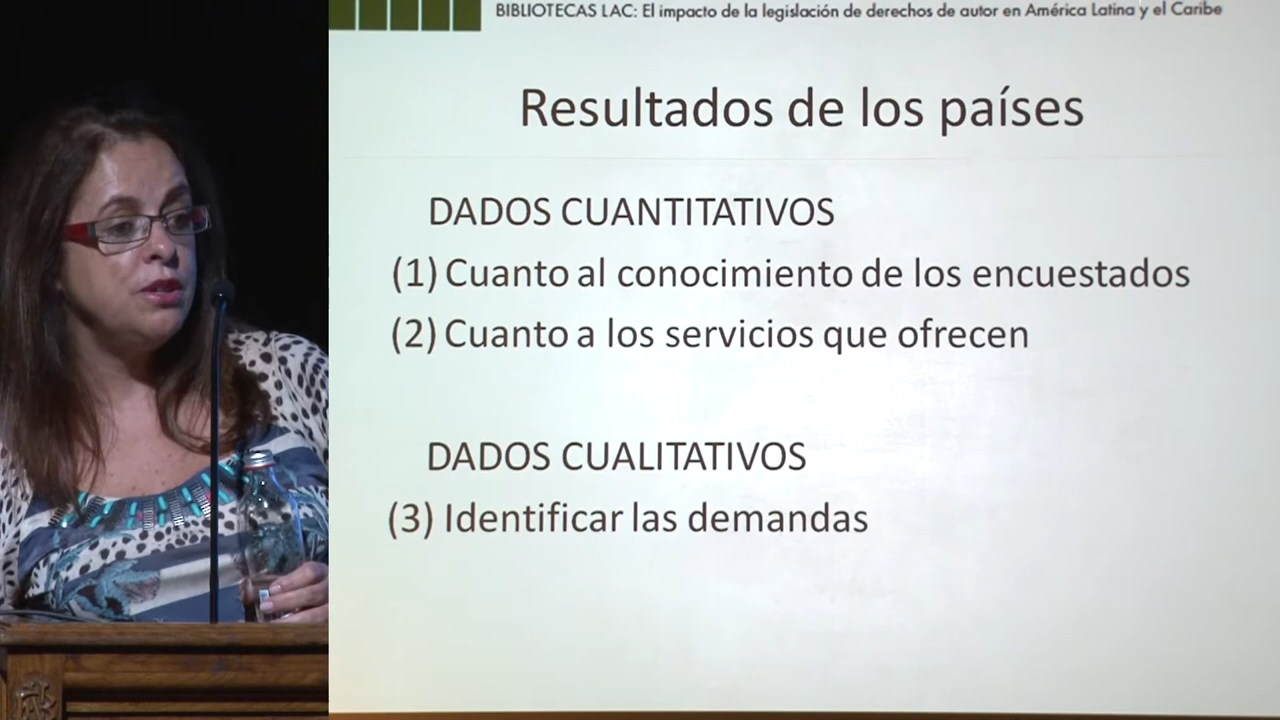 BIBLIOTECAS LAC: El impacto de la legislación de derechos de autor en América Latina y el Caribe
Resultados de los países
DADOS CUANTITATIVOS
(1) Cuanto al conocimiento de los encuestados
(2) Cuanto a los servicios que ofrecen
DADOS CUALITATIVOS
(3) Identificar las demandas